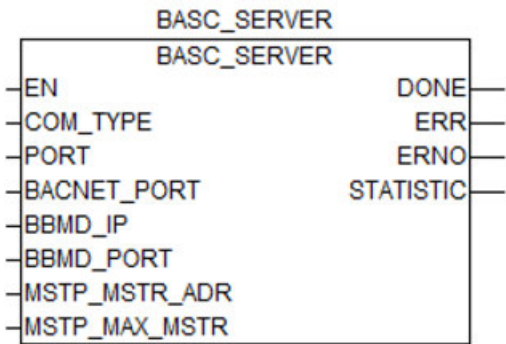 BASC_SERVER
BASC_SERVER
EN DONE
COM_TYPE ERR
PORT ERNO
BACNET_PORT STATISTIC
BBMD_IP
BBMD_PORT
MSTP_MSTR_ADR
MSTP_MAX_MSTR